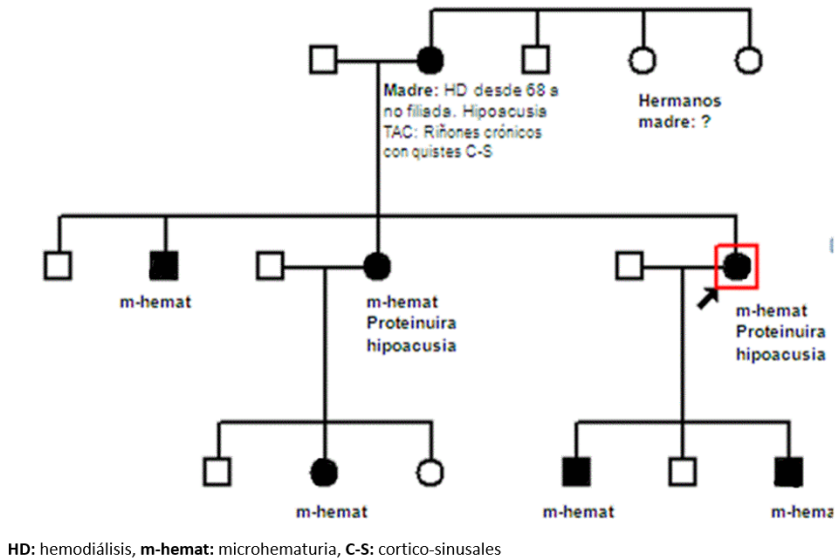 Madre: HD desde 68 a
no filiada. Hipoacusia
TAC: Riñones crónicos
con quistes C-S
Hermanos
madre: ?
m-hemat
m-hemat
Proteinuira
hipoacusia
m-hemat
Proteinuira
hipoacusia
m-hemat
m-hemat
m-hema
HD: hemodiálisis, m-hemat: microhematuria, C-S: cortico-sinusales